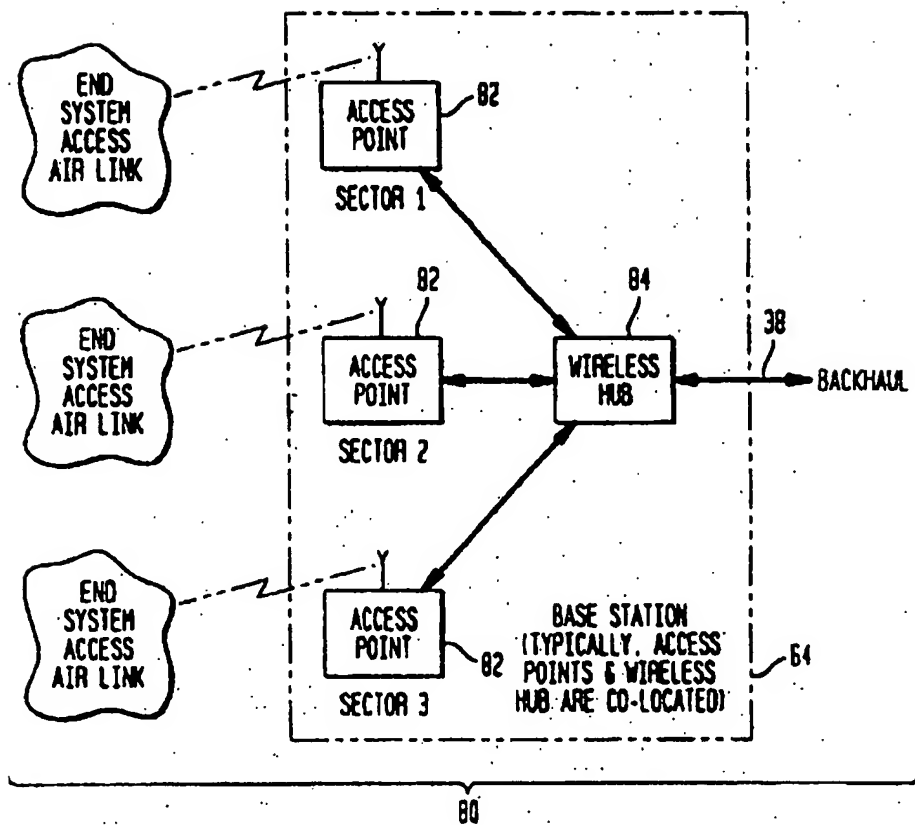 END
SYSTEM
ACCESS
AIR LINK
ACCESS
POINT
82
SECTOR 1
END
SYSTEM
ACCESS
AIR LINK
82
ACCESS
POINT
SECTOR 2
84
WIRELESS
HUB
38
BACKHAUL
END
SYSTEM
ACCESS
AIR LINK
ACCESS
POINT
82
SECTOR 3
BASE STATION
(TYPICALLY, ACCESS
POINTS & WIRELESS
HUB ARE CO-LOCATED)
64
80